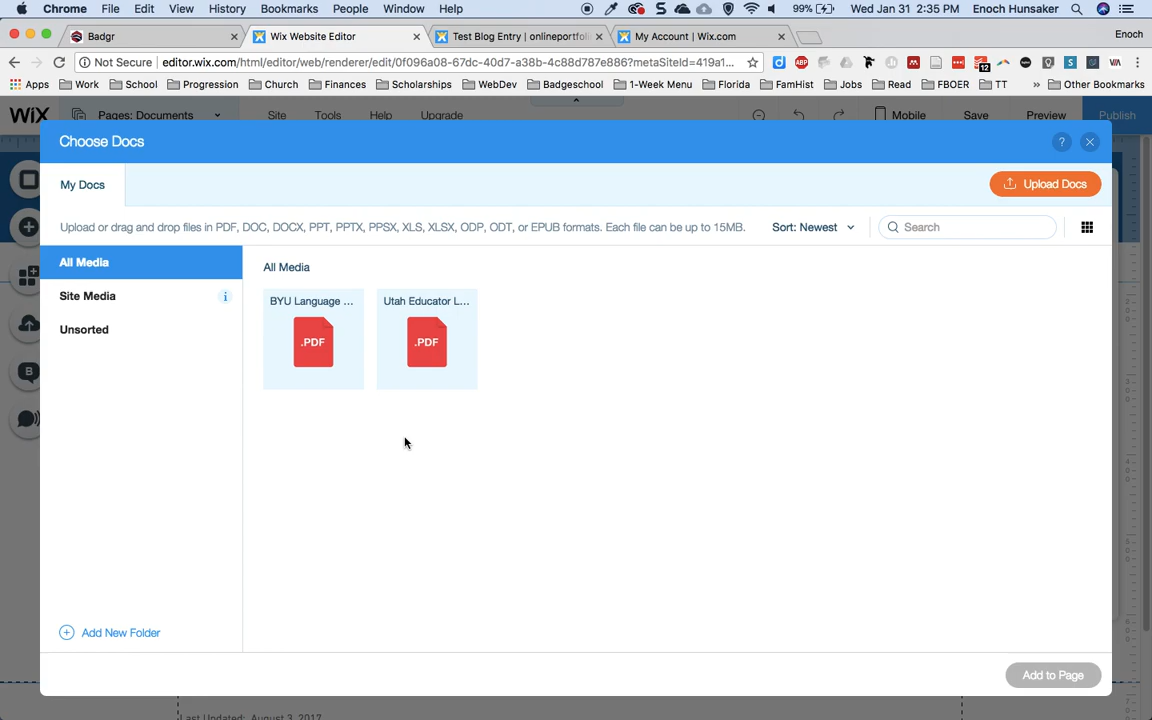 Chrome File Edit View History Bookmarks People Window Help 99% Wed Jan 31 2:35 PM Enoch Hunsaker
Badgr Wix Website Editor Test Blog Entry | onlineportfoli My Account | Wix.com Enoch
Not Secure editor.wix.com/html/editor/web/renderer/edit/0f096a08-67dc-40d7-a38b-4c88d787e886?metaSiteId=419a1...
Apps Work School Progression Church Finances Scholarships WebDev Badgeschool 1-Week Menu Florida FamHist Jobs Read FBOER TT » Other Bookmarks
WiX Pages: Documents Site Tools Help Upgrade Mobile Save Preview Publish
Choose Docs
My Docs
Upload Docs
Upload or drag and drop files in PDF, DOC, DOCX, PPT, PPTX, PPSX, XLS, XLSX, ODP, ODT, or EPUB formats. Each file can be up to 15MB. Sort: Newest Search
All Media
Site Media
Unsorted
All Media
BYU Language ... Utah Educator L...
.PDF .PDF
Add New Folder
Add to Page
Last Updated: August 3, 2017